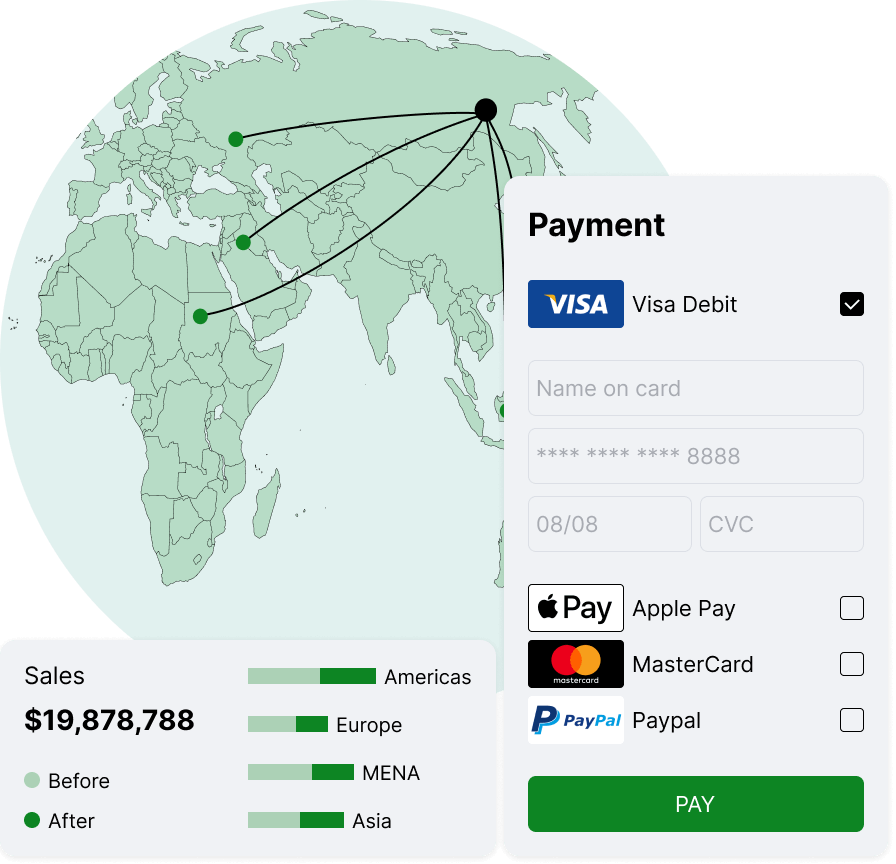 Payment
VISA
Visa Debit
Name on card
**** **** **** 8888
08/08
CVC
Pay
Apple Pay
mastercard
MasterCard
PayPal
Paypal
PAY
Sales
$19,878,788
Before
After
Americas
Europe
MENA
Asia